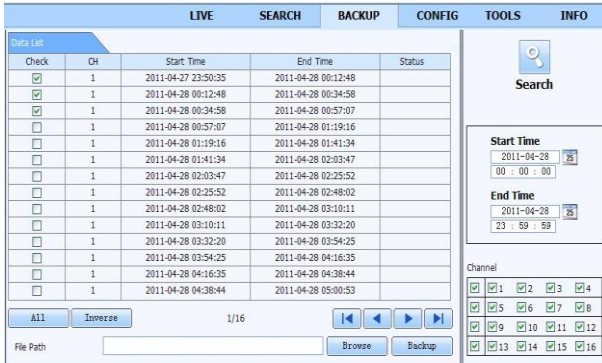 LIVE SEARCH BACKUP CONFIG TOOLS INFO
Data List
Check CH Start Time End Time Status
1 2011-04-27 23:50:35 2011-04-28 00:12:48
1 2011-04-28 00:12:48 2011-04-28 00:34:58
1 2011-04-28 00:34:58 2011-04-28 00:57:07
1 2011-04-28 00:57:07 2011-04-28 01:19:16
1 2011-04-28 01:19:16 2011-04-28 01:41:34
1 2011-04-28 01:41:34 2011-04-28 02:03:47
1 2011-04-28 02:03:47 2011-04-28 02:25:52
1 2011-04-28 02:25:52 2011-04-28 02:48:02
1 2011-04-28 02:48:02 2011-04-28 03:10:11
1 2011-04-28 03:10:11 2011-04-28 03:32:20
1 2011-04-28 03:32:20 2011-04-28 03:54:25
1 2011-04-28 03:54:25 2011-04-28 04:16:35
1 2011-04-28 04:16:35 2011-04-28 04:38:44
1 2011-04-28 04:38:44 2011-04-28 05:00:53
All Inverse 1/16
File Path Browse Backup
Search
Start Time
2011-04-28 25
00 : 00 : 00
End Time
2011-04-28 25
23 : 59 : 59
Channel
1 2 3 4
5 6 7 8
9 10 11 12
13 14 15 16